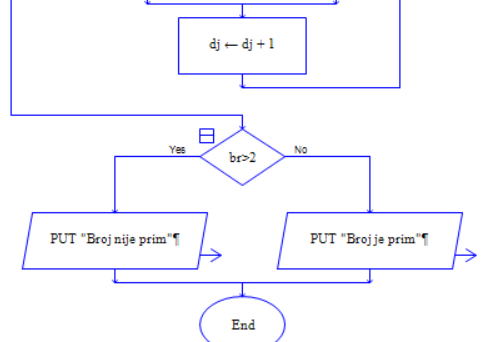 dj ← dj + 1
br>2
Yes
No
PUT "Broj nije prim"¶
PUT "Broj je prim"¶
End